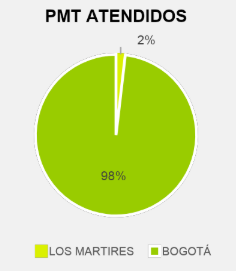 PMT ATENDIDOS
2%
98%
LOS MARTIRES BOGOTÁ